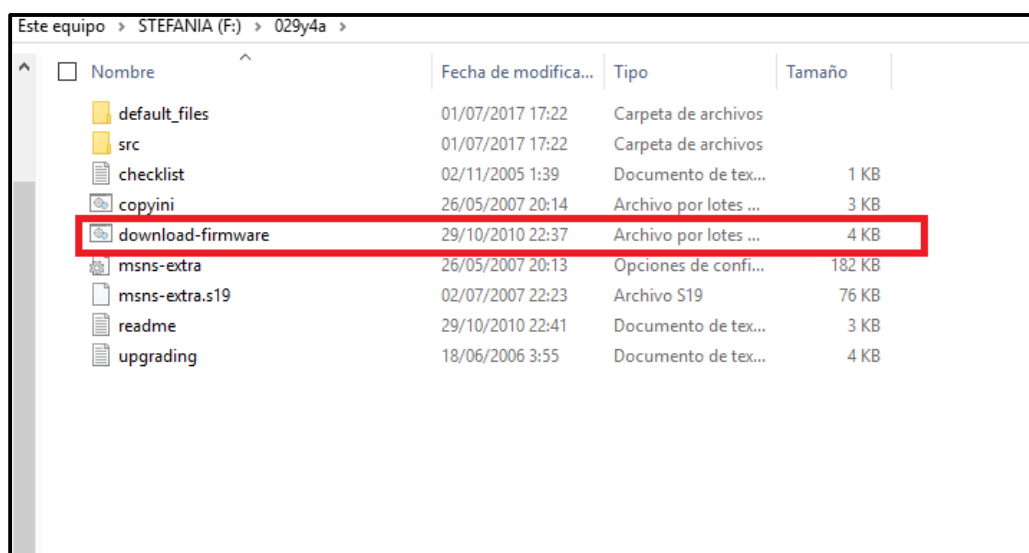 Este equipo > STEFANIA (F:) > 029y4a >
Nombre Fecha de modifica... Tipo Tamaño
default_files 01/07/2017 17:22 Carpeta de archivos
src 01/07/2017 17:22 Carpeta de archivos
checklist 02/11/2005 1:39 Documento de tex... 1 KB
copyini 26/05/2007 20:14 Archivo por lotes ... 3 KB
download-firmware 29/10/2010 22:37 Archivo por lotes ... 4 KB
msns-extra 26/05/2007 20:13 Opciones de confi... 182 KB
msns-extra.s19 02/07/2007 22:23 Archivo S19 76 KB
readme 29/10/2010 22:41 Documento de tex... 3 KB
upgrading 18/06/2006 3:55 Documento de tex... 4 KB